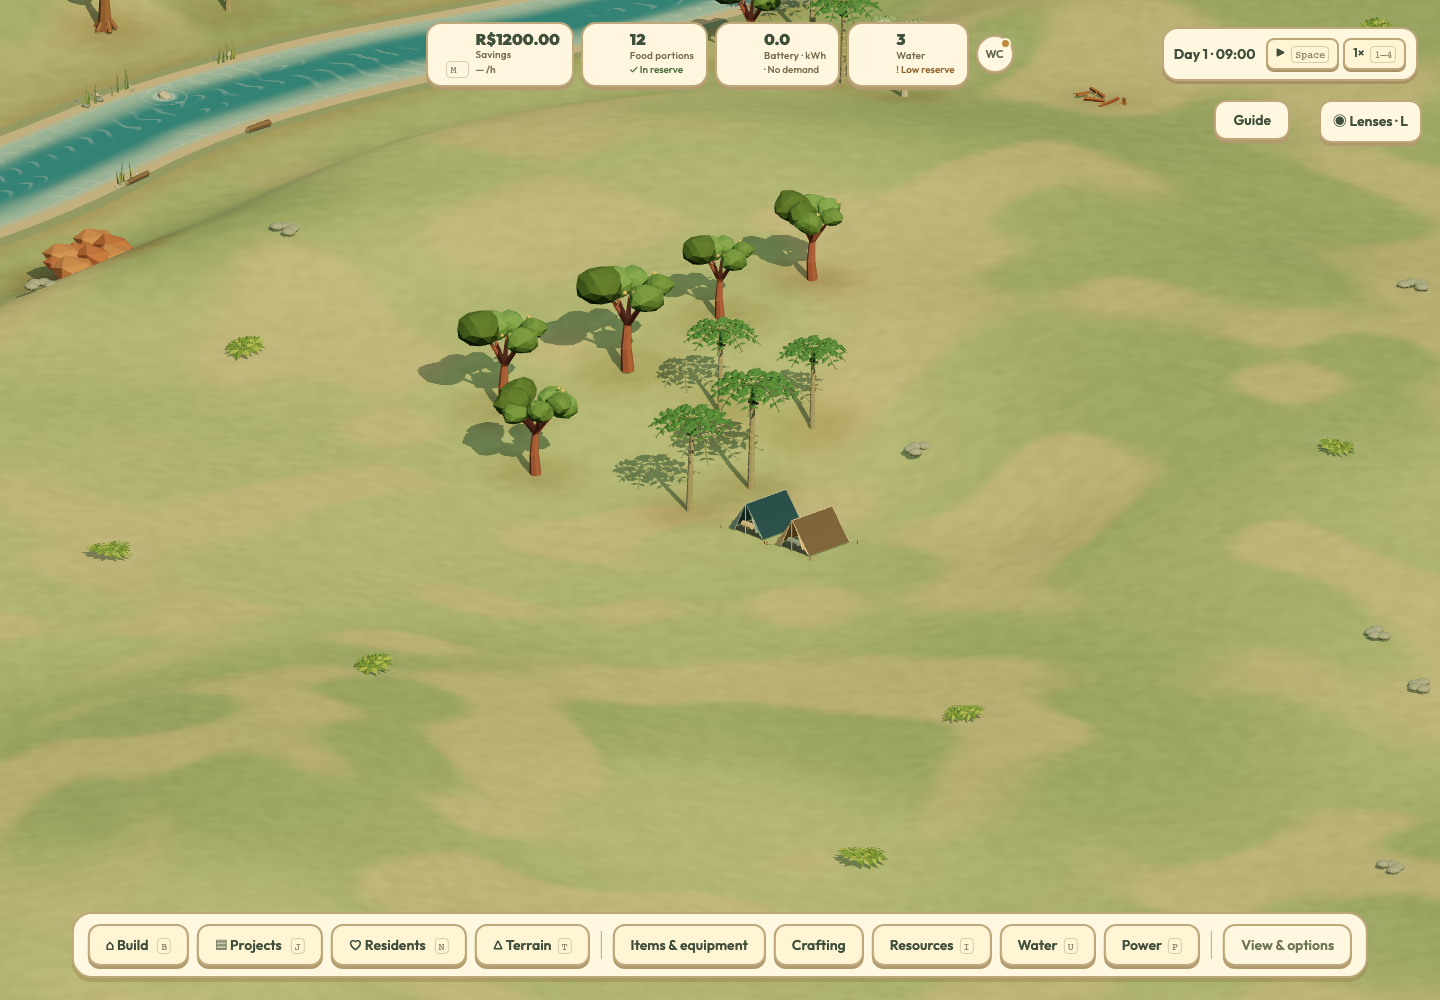 R$1200.00
Savings
M — /h
12
Food portions
✓ In reserve
0.0
Battery · kWh
· No demand
3
Water
! Low reserve
WC
Day 1 · 09:00
Space
1× 1–4
Guide
Lenses · L
Build B
Projects J
Residents N
Terrain T
Items & equipment
Crafting
Resources I
Water U
Power P
View & options